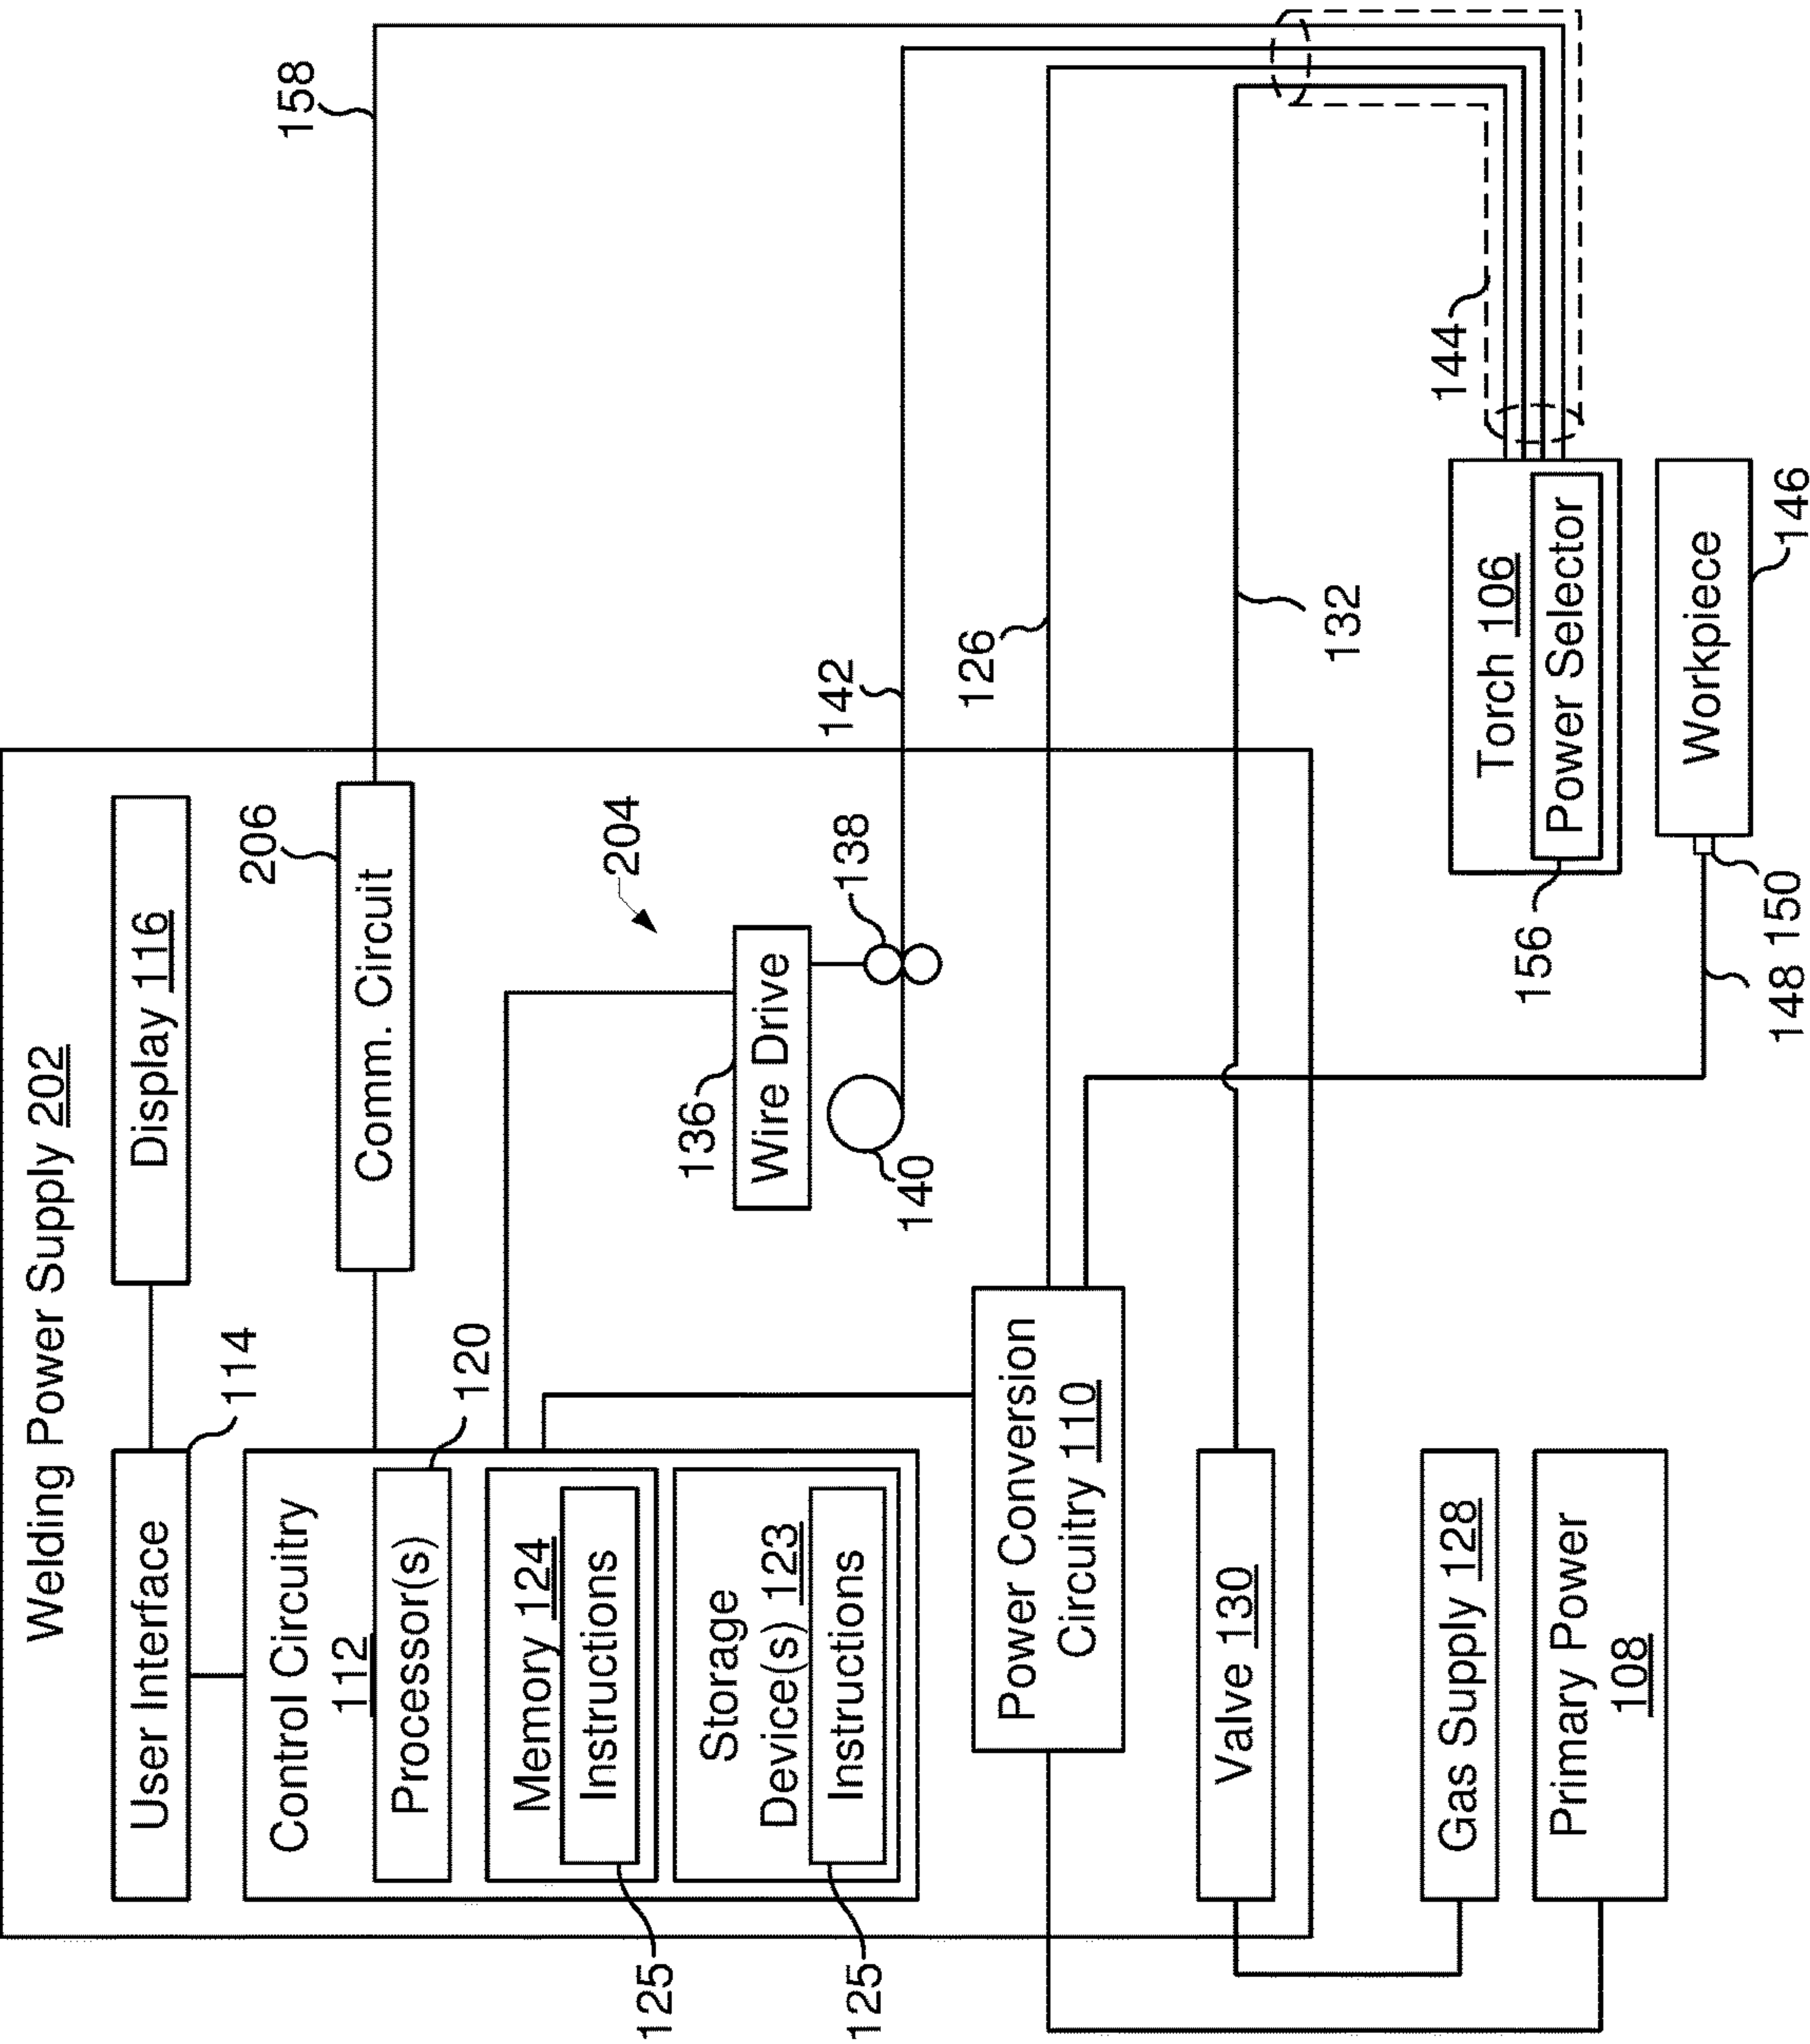 Welding Power Supply 202
User Interface
114
Display 116
Control Circuitry
112
Processor(s)
120
Comm. Circuit
206
158
Memory 124
Instructions
125
Storage
Device(s) 123
Instructions
125
204
136
Wire Drive
138
140
142
Power Conversion
Circuitry 110
126
Valve 130
132
Gas Supply 128
Primary Power
108
144
Torch 106
Power Selector
156
Workpiece
146
150
148